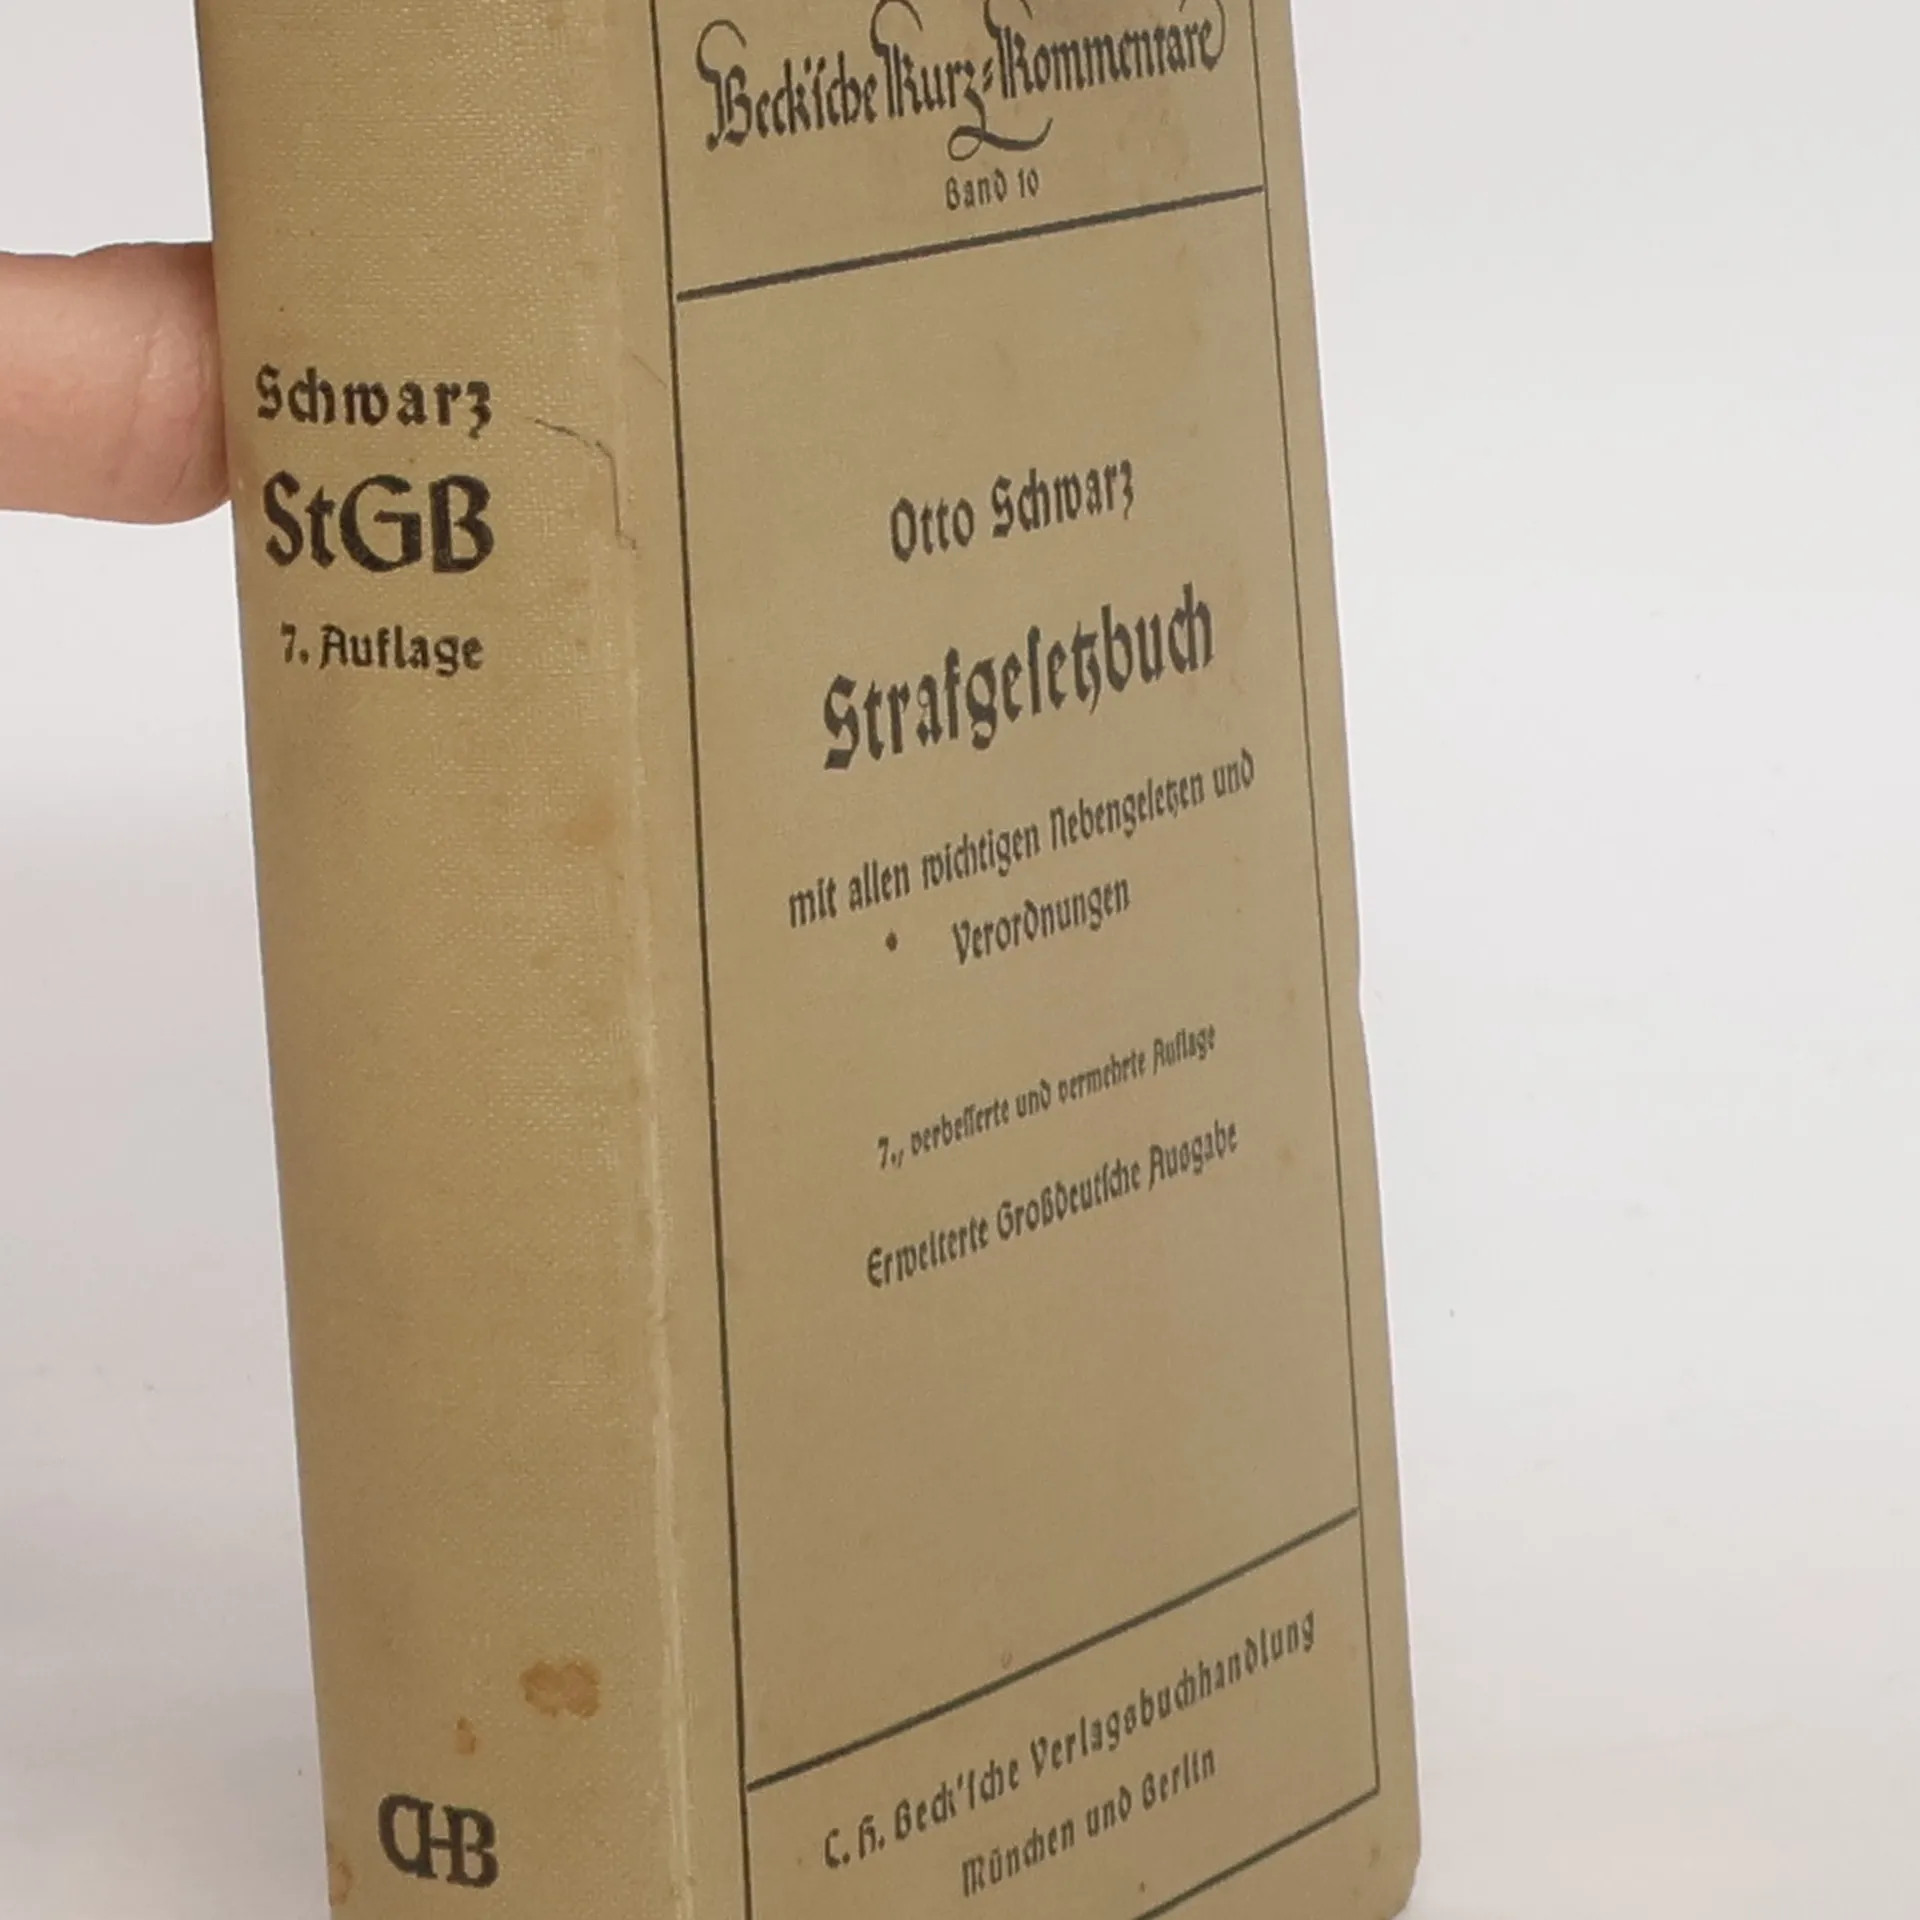 Schwarz
StGB
7. Auflage
CHB
Beck'sche Kurz-Kommentare
Band 10
Otto Schwarz
Strafgesetzbuch
mit allen wichtigen Nebengesetzen und
Verordnungen
7., verbesserte und vermehrte Auflage
Erweiterte Großdeutsche Ausgabe
C. H. Beck'sche Verlagsbuchhandlung
München und Berlin